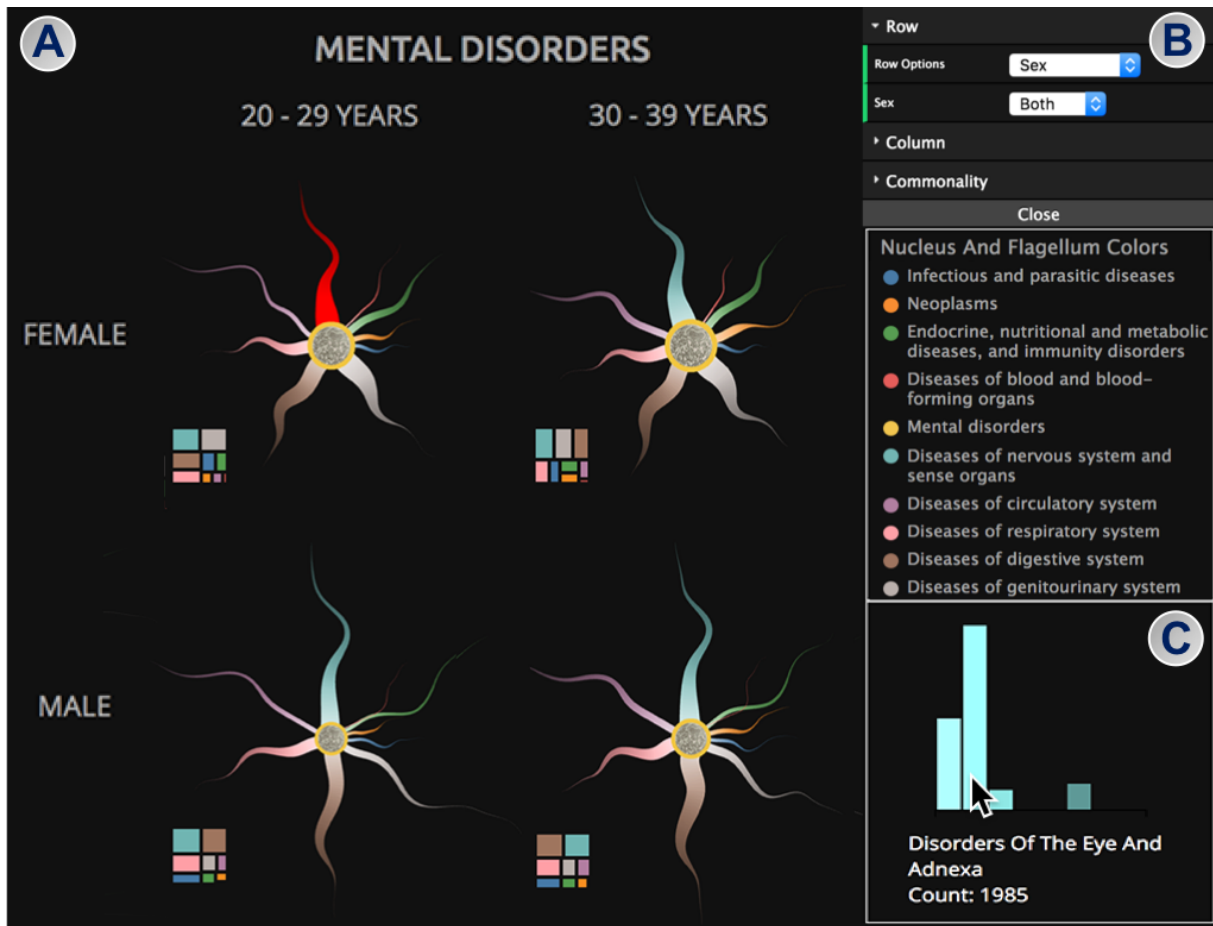 A
MENTAL DISORDERS
20 - 29 YEARS
30 - 39 YEARS
FEMALE
MALE
B
Row
Row Options
Sex
Sex
Both
Column
Commonality
Close
Nucleus And Flagellum Colors
Infectious and parasitic diseases
Neoplasms
Endocrine, nutritional and metabolic
diseases, and immunity disorders
Diseases of blood and blood-
forming organs
Mental disorders
Diseases of nervous system and
sense organs
Diseases of circulatory system
Diseases of respiratory system
Diseases of digestive system
Diseases of genitourinary system
C
Disorders Of The Eye And
Adnexa
Count: 1985